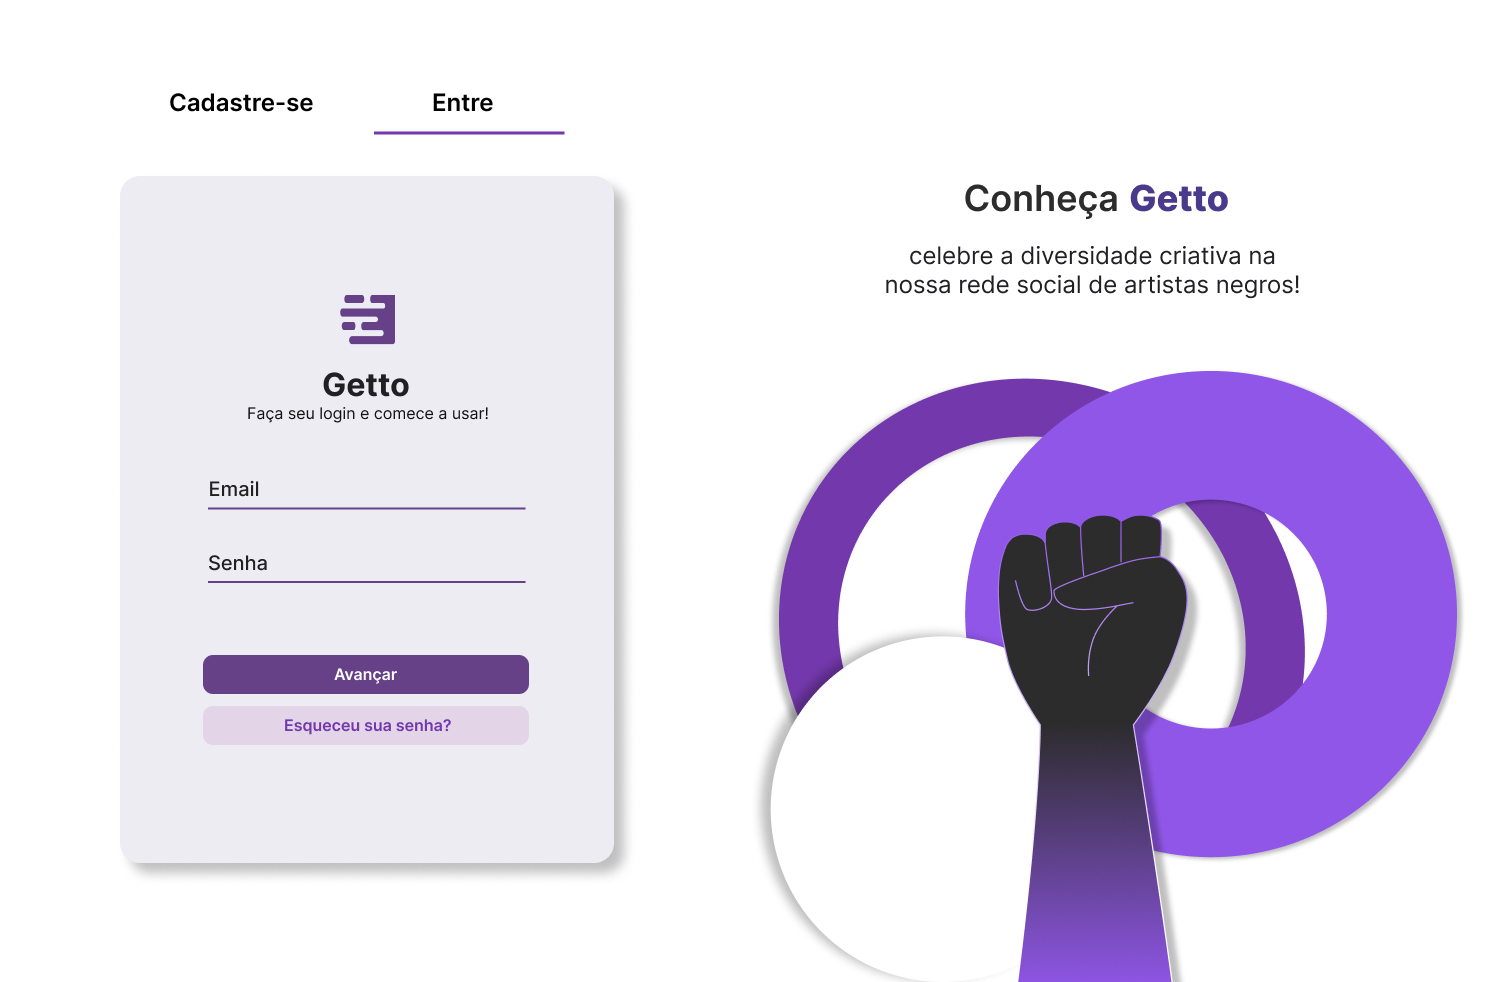 Cadastre-se
Entre
Getto
Faça seu login e comece a usar!
Email
Senha
Avançar
Esqueceu sua senha?
Conheça Getto
celebre a diversidade criativa na
nossa rede social de artistas negros!